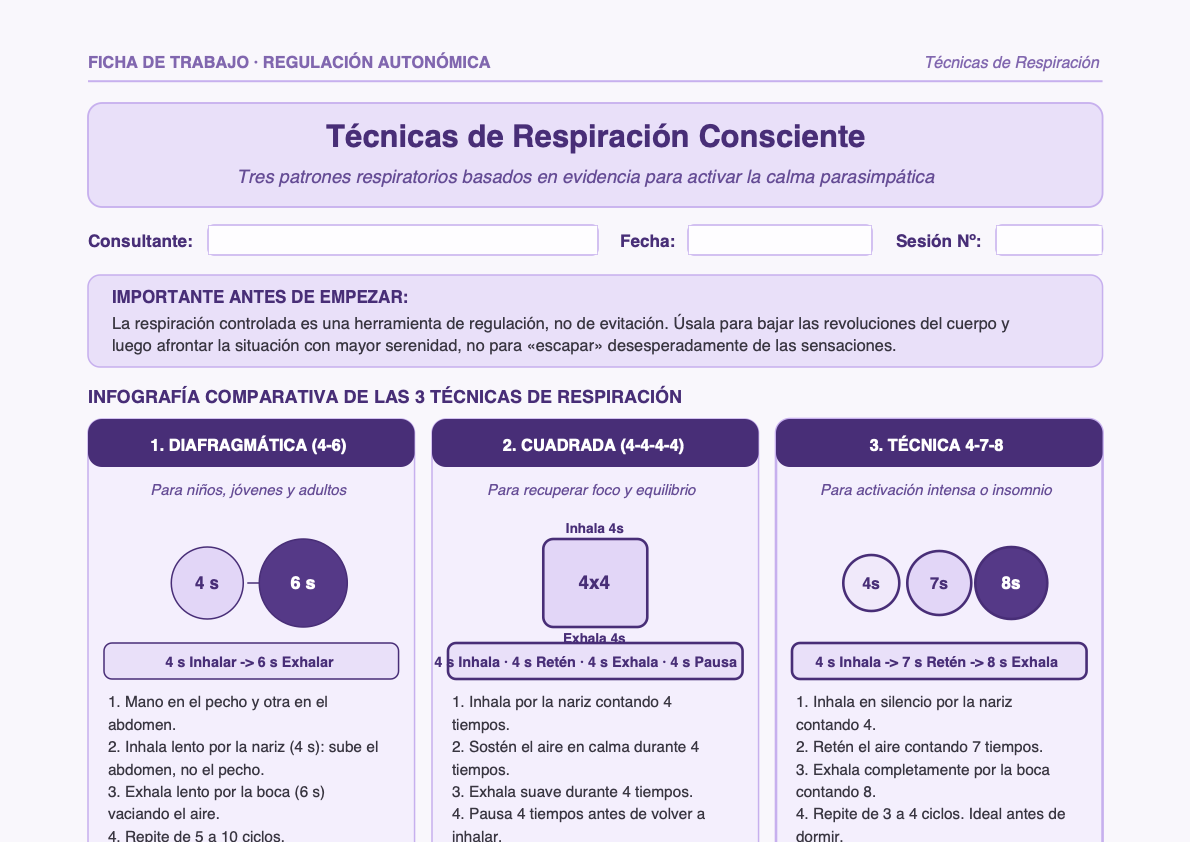 FICHA DE TRABAJO · REGULACIÓN AUTONÓMICA
Técnicas de Respiración
Técnicas de Respiración Consciente
Tres patrones respiratorios basados en evidencia para activar la calma parasimpática
Consultante:
Fecha:
Sesión Nº:
IMPORTANTE ANTES DE EMPEZAR:
La respiración controlada es una herramienta de regulación, no de evitación. Úsala para bajar las revoluciones del cuerpo y
luego afrontar la situación con mayor serenidad, no para «escapar» desesperadamente de las sensaciones.
INFOGRAFÍA COMPARATIVA DE LAS 3 TÉCNICAS DE RESPIRACIÓN
1. DIAFRAGMÁTICA (4-6)
Para niños, jóvenes y adultos
4 s
6 s
4 s Inhalar -> 6 s Exhalar
1. Mano en el pecho y otra en el
abdomen.
2. Inhala lento por la nariz (4 s): sube el
abdomen, no el pecho.
3. Exhala lento por la boca (6 s)
vaciando el aire.
4. Repite de 5 a 10 ciclos.
2. CUADRADA (4-4-4-4)
Para recuperar foco y equilibrio
Inhala 4s
4x4
Exhala 4s
4 s Inhala · 4 s Retén · 4 s Exhala · 4 s Pausa
1. Inhala por la nariz contando 4
tiempos.
2. Sostén el aire en calma durante 4
tiempos.
3. Exhala suave durante 4 tiempos.
4. Pausa 4 tiempos antes de volver a
inhalar.
3. TÉCNICA 4-7-8
Para activación intensa o insomnio
4s
7s
8s
4 s Inhala -> 7 s Retén -> 8 s Exhala
1. Inhala en silencio por la nariz
contando 4.
2. Retén el aire contando 7 tiempos.
3. Exhala completamente por la boca
contando 8.
4. Repite de 3 a 4 ciclos. Ideal antes de
dormir.